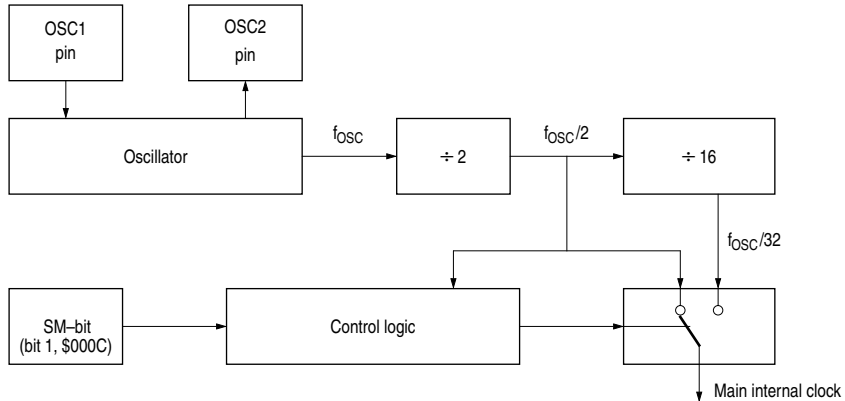 OSC1
pin
OSC2
pin
Oscillator
fOSC
÷ 2
fOSC/2
÷ 16
fOSC/32
SM–bit
(bit 1, $000C)
Control logic
Main internal clock